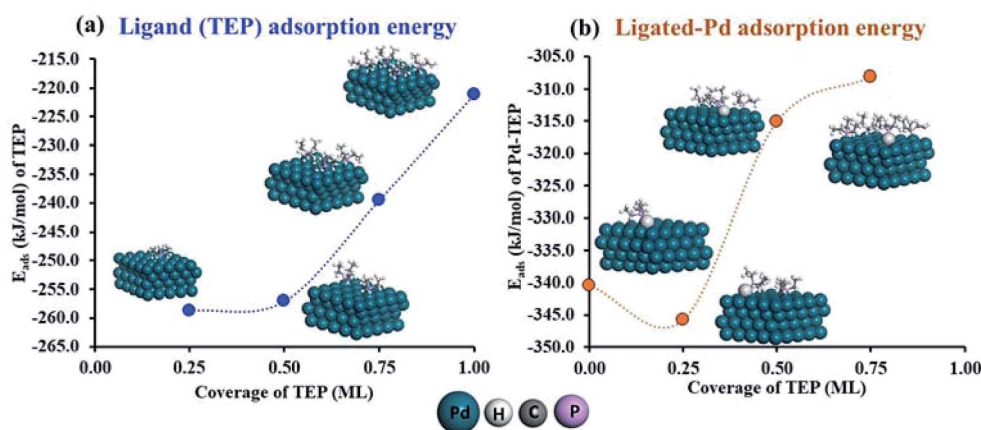 (a) Ligand (TEP) adsorption energy
-215.0
-220.0
-225.0
-230.0
-235.0
-240.0
-245.0
-250.0
-255.0
-260.0
-265.0
E_ads (kJ/mol) of TEP
0.00 0.25 0.50 0.75 1.00
Coverage of TEP (ML)
(b) Ligated-Pd adsorption energy
-305.0
-310.0
-315.0
-320.0
-325.0
-330.0
-335.0
-340.0
-345.0
-350.0
E_ads (kJ/mol) of Pd-TEP
0.00 0.25 0.50 0.75 1.00
Coverage of TEP (ML)
Pd H C P